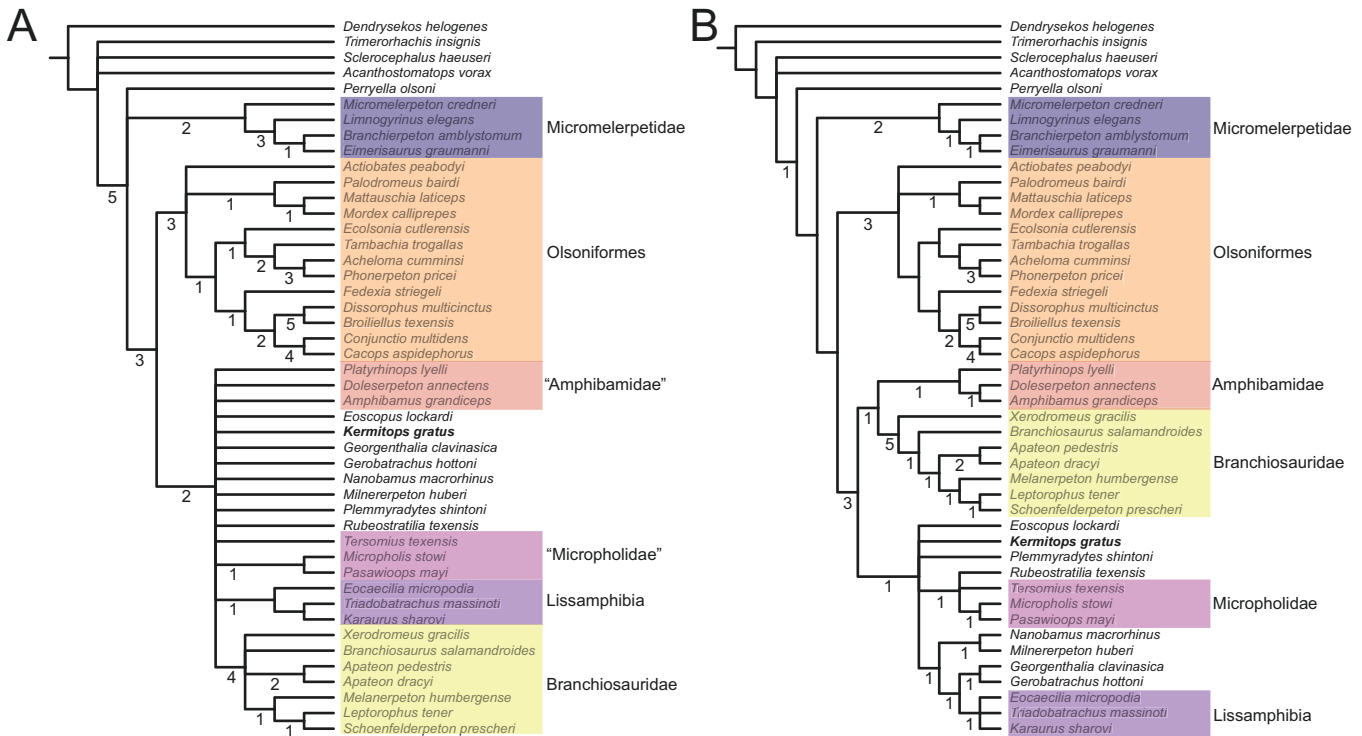 A
Dendrysekos helogenes
Trimerorhachis insignis
Sclerocephalus haeuseri
Acanthostomatops vorax
Perryella olsoni
Micromelerpeton credneri
Limnogyrinus elegans
Branchierpeton amblystomum
Eimerisaurus graumanni
Micromelerpetidae
Actiobates peabodyi
Palodromeus bairdi
Mattauschia laticeps
Mordex calliprepes
Ecolsonia cutlerensis
Tambachia trogallas
Acheloma cumminsi
Phonerpeton pricei
Fedexia striegeli
Dissorophus multicinctus
Broiliellus texensis
Conjunctio multidens
Cacops aspidephorus
Olsoniformes
Platyrhinops lyelli
Doleserpeton annectens
Amphibamus grandiceps
“Amphibamidae”
Eoscopus lockardi
Kermitops gratus
Georgenthalia clavinasica
Gerobatrachus hottoni
Nanobamus macrorhinus
Milnererpeton huberi
Plemmyradytes shintoni
Rubeostratilia texensis
Tersomius texensis
Micropholis stowi
Pasawioops mayi
“Micropholidae”
Eocaecilia micropodia
Triadobatrachus massinoti
Karaurus sharovi
Lissamphibia
Xerodromeus gracilis
Branchiosaurus salamandroides
Apateon pedestris
Apateon dracyi
Melanerpeton humbergense
Leptorophus tener
Schoenfelderpeton prescheri
Branchiosauridae
2
3
1
5
3
1
1
1
2
3
1
1
5
2
4
3
2
1
1
4
2
1
1
B
Dendrysekos helogenes
Trimerorhachis insignis
Sclerocephalus haeuseri
Acanthostomatops vorax
Perryella olsoni
Micromelerpeton credneri
Limnogyrinus elegans
Branchierpeton amblystomum
Eimerisaurus graumanni
Micromelerpetidae
Actiobates peabodyi
Palodromeus bairdi
Mattauschia laticeps
Mordex calliprepes
Ecolsonia cutlerensis
Tambachia trogallas
Acheloma cumminsi
Phonerpeton pricei
Fedexia striegeli
Dissorophus multicinctus
Broiliellus texensis
Conjunctio multidens
Cacops aspidephorus
Olsoniformes
Platyrhinops lyelli
Doleserpeton annectens
Amphibamus grandiceps
Amphibamidae
Xerodromeus gracilis
Branchiosaurus salamandroides
Apateon pedestris
Apateon dracyi
Melanerpeton humbergense
Leptorophus tener
Schoenfelderpeton prescheri
Branchiosauridae
Eoscopus lockardi
Kermitops gratus
Plemmyradytes shintoni
Rubeostratilia texensis
Tersomius texensis
Micropholis stowi
Pasawioops mayi
Micropholidae
Nanobamus macrorhinus
Milnererpeton huberi
Georgenthalia clavinasica
Gerobatrachus hottoni
Eocaecilia micropodia
Triadobatrachus massinoti
Karaurus sharovi
Lissamphibia
2
1
1
1
1
3
3
5
2
4
1
1
1
5
1
2
1
1
1
3
1
1
1
1
1
1
1